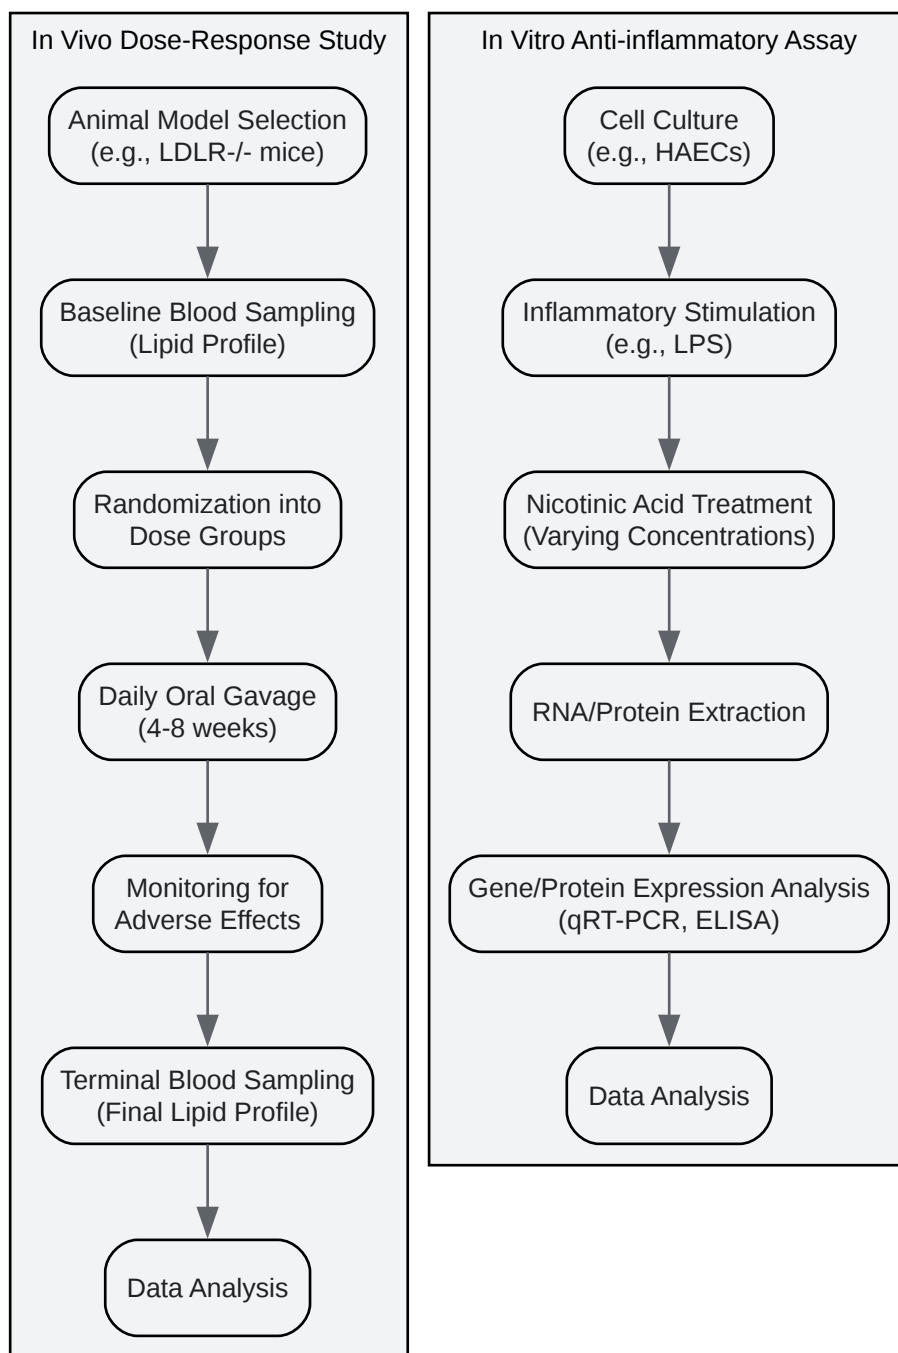 In Vivo Dose-Response Study
Animal Model Selection
(e.g., LDLR-/- mice)
Baseline Blood Sampling
(Lipid Profile)
Randomization into
Dose Groups
Daily Oral Gavage
(4-8 weeks)
Monitoring for
Adverse Effects
Terminal Blood Sampling
(Final Lipid Profile)
Data Analysis
In Vitro Anti-inflammatory Assay
Cell Culture
(e.g., HAECs)
Inflammatory Stimulation
(e.g., LPS)
Nicotinic Acid Treatment
(Varying Concentrations)
RNA/Protein Extraction
Gene/Protein Expression Analysis
(qRT-PCR, ELISA)
Data Analysis